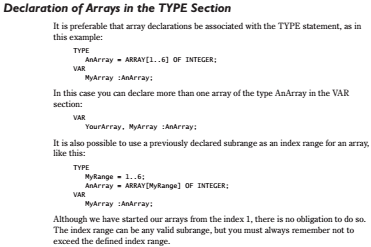 Declaration of Arrays in the TYPE Section
It is preferable that array declarations be associated with the TYPE statement, as in
this example:
TYPE
AnArray = ARRAY[1..6] OF INTEGER;
VAR
MyArray :AnArray;
In this case you can declare more than one array of the type AnArray in the VAR
section:
VAR
YourArray, MyArray :AnArray;
It is also possible to use a previously declared subrange as an index range for an array,
like this:
TYPE
MyRange = 1..6;
AnArray = ARRAY[MyRange] OF INTEGER;
VAR
MyArray :AnArray;
Although we have started our arrays from the index 1, there is no obligation to do so.
The index range can be any valid subrange, but you must always remember not to
exceed the defined index range.